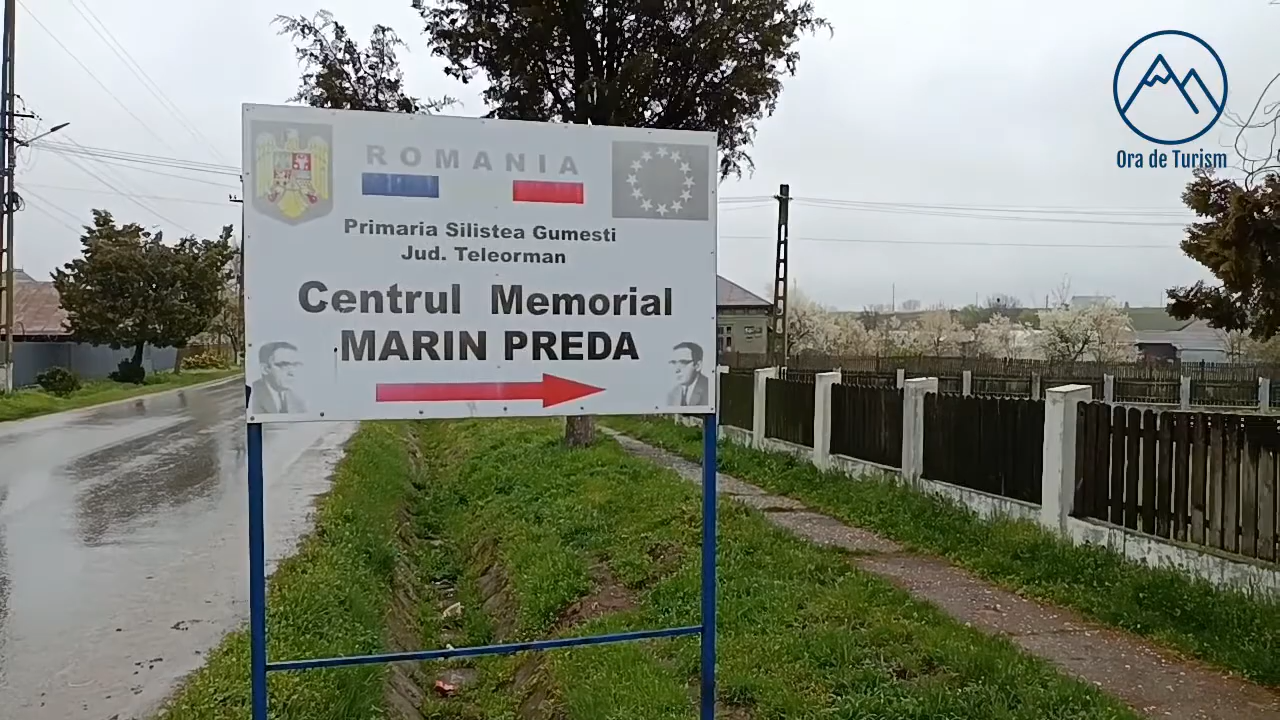 ROMANIA
Primaria Silistea Gumesti
Jud. Teleorman
Centrul Memorial
MARIN PREDA
Ora de Turism